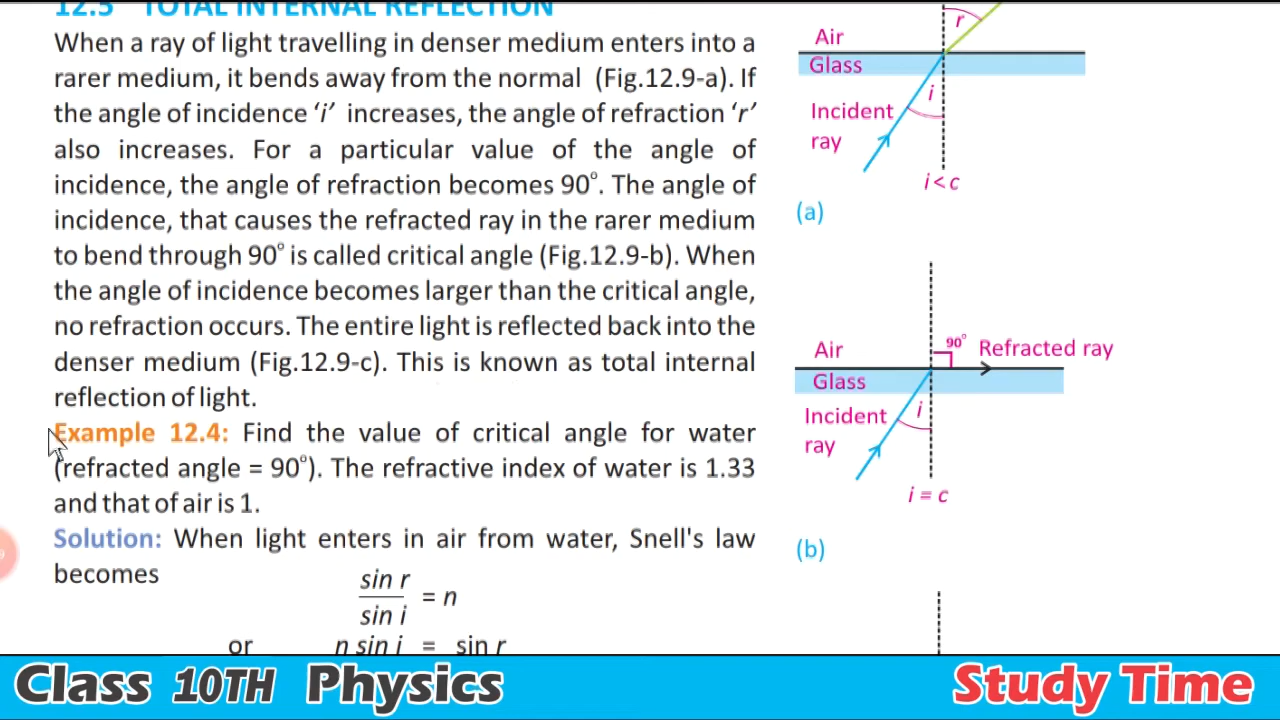 12.5 TOTAL INTERNAL REFLECTION
When a ray of light travelling in denser medium enters into a
rarer medium, it bends away from the normal (Fig.12.9-a). If
the angle of incidence ‘i’ increases, the angle of refraction ‘r’
also increases. For a particular value of the angle of
incidence, the angle of refraction becomes 90°. The angle of
incidence, that causes the refracted ray in the rarer medium
to bend through 90° is called critical angle (Fig.12.9-b). When
the angle of incidence becomes larger than the critical angle,
no refraction occurs. The entire light is reflected back into the
denser medium (Fig.12.9-c). This is known as total internal
reflection of light.
Example 12.4: Find the value of critical angle for water
(refracted angle = 90°). The refractive index of water is 1.33
and that of air is 1.
Solution: When light enters in air from water, Snell's law
becomes
sin r
sin i
= n
or n sin i = sin r
r
Air
Glass
i
Incident
ray
i < c
(a)
90°
Air
Refracted ray
Glass
i
Incident
ray
i = c
(b)
9
Class 10TH Physics
Study Time